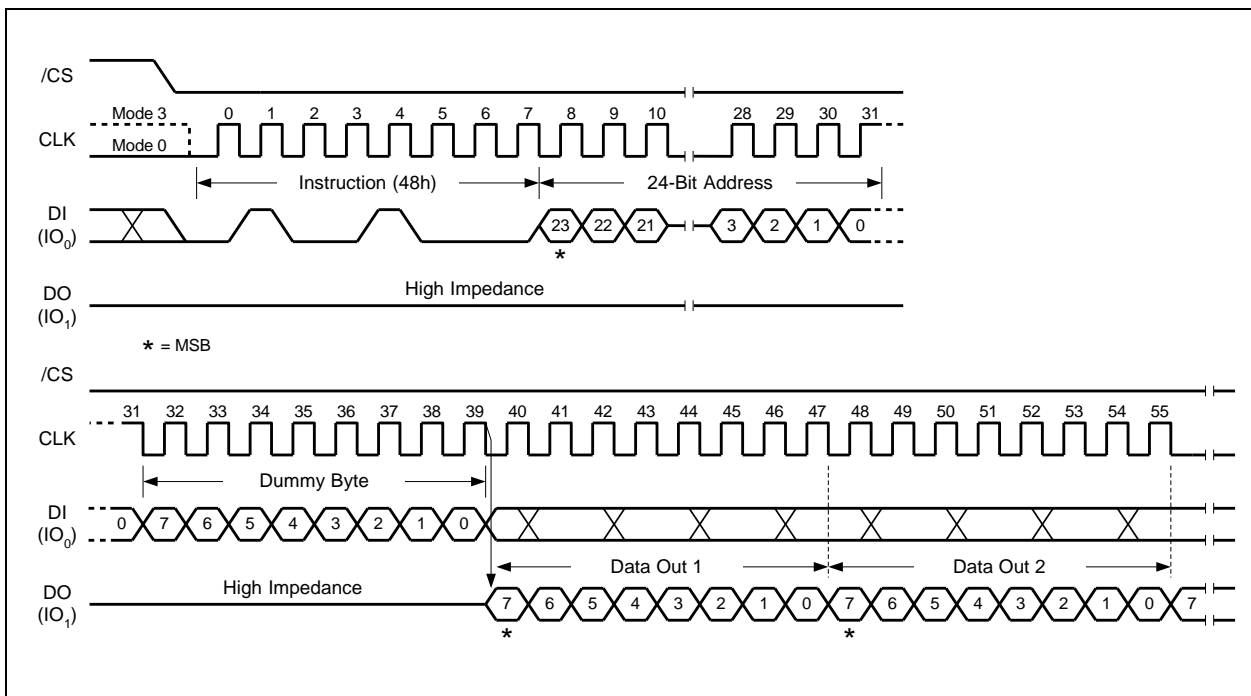 /CS
Mode 3 0 1 2 3 4 5 6 7 8 9 10 28 29 30 31
CLK
Mode 0
Instruction (48h) 24-Bit Address
DI
(IO0) 23 22 21 3 2 1 0
*
High Impedance
DO
(IO1)
* = MSB
/CS
31 32 33 34 35 36 37 38 39 40 41 42 43 44 45 46 47 48 49 50 51 52 53 54 55
CLK
Dummy Byte
DI
(IO0) 0 7 6 5 4 3 2 1 0
Data Out 1 Data Out 2
High Impedance
DO
(IO1) 7 6 5 4 3 2 1 0 7 6 5 4 3 2 1 0 7
* *